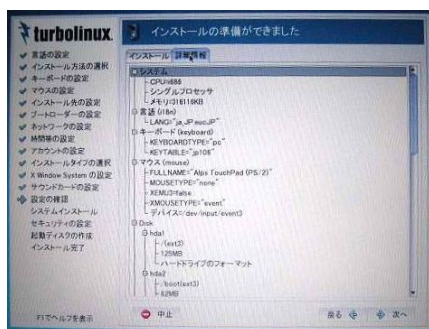 turbolinux
インストールの準備ができました
言語の設定
インストール方法の選択
キーボードの設定
マウスの設定
インストール先の設定
ブートローダーの設定
ネットワークの設定
時間帯の設定
アカウントの設定
インストールタイプの選択
X Window System の設定
サウンドカードの設定
設定の確認
システムインストール
セキュリティの設定
起動ディスクの作成
インストール完了
F1でヘルプを表示
インストール 詳細情報
システム
CPU:i686
シングルプロセッサ
メモリ:316116KB
言語 (i18n)
LANG="ja_JP.eucJP"
キーボード (keyboard)
KEYBOARDTYPE="pc"
KEYTABLE="jp106"
マウス (mouse)
FULLNAME="Alps TouchPad (PS/2)"
MOUSETYPE="none"
XEMU3=false
XMOUSETYPE="event"
デバイス=/dev/input/event3
Disk
hda1
/(ext3)
125MB
ハードドライブのフォーマット
hda2
/boot(ext3)
62MB
中止
戻る
次へ